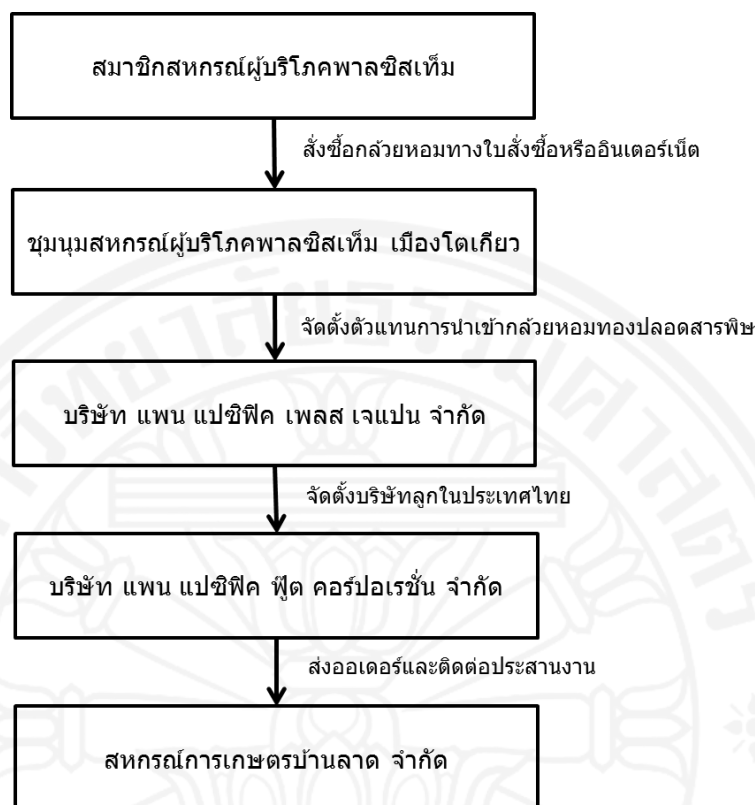 สมาชิกสหกรณ์ผู้บริโภคพาลซิสเท็ม
สั่งซื้อกล้วยหอมทางใบสั่งซื้อหรืออินเตอร์เน็ต
ชุมนุมสหกรณ์ผู้บริโภคพาลซิสเท็ม เมืองโตเกียว
จัดตั้งตัวแทนการนำเข้ากล้วยหอมทองปลอดสารพิษ
บริษัท แพน แปซิฟิค เพลส เจแปน จำกัด
จัดตั้งบริษัทลูกในประเทศไทย
บริษัท แพน แปซิฟิค ฟู๊ต คอร์ปอเรชั่น จำกัด
ส่งออเดอร์และติดต่อประสานงาน
สหกรณ์การเกษตรบ้านลาด จำกัด